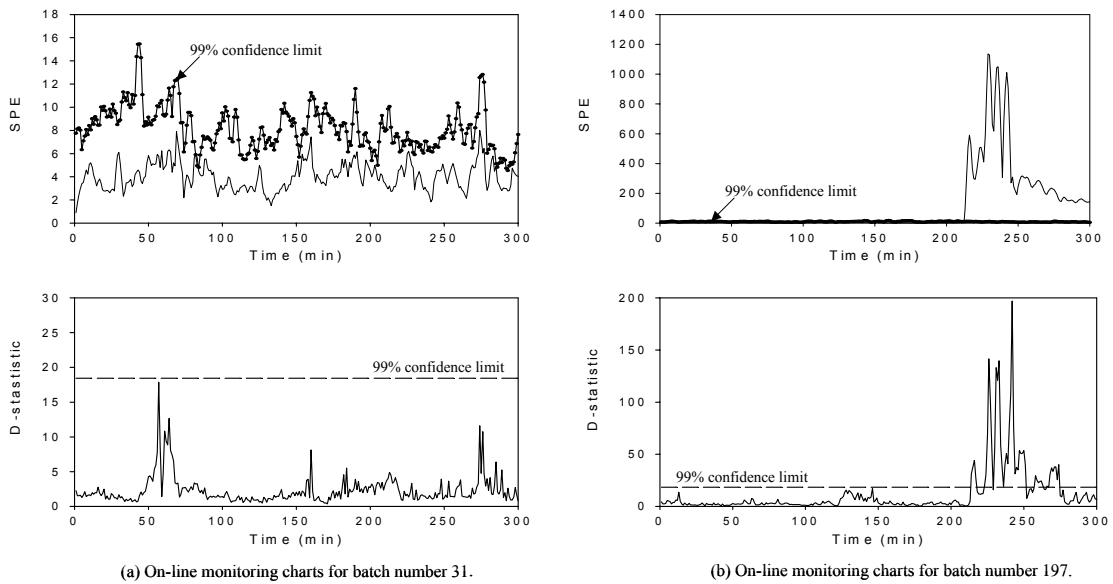 18
16
14
12
10
8
6
4
2
0
SPE
99% confidence limit
0 50 100 150 200 250 300
Time (min)
1400
1200
1000
800
600
400
200
0
SPE
99% confidence limit
0 50 100 150 200 250 300
Time (min)
30
25
20
15
10
5
0
D-stastistic
99% confidence limit
0 50 100 150 200 250 300
Time (min)
200
150
100
50
0
D-statistic
99% confidence limit
0 50 100 150 200 250 300
Time (min)
(a) On-line monitoring charts for batch number 31.
(b) On-line monitoring charts for batch number 197.